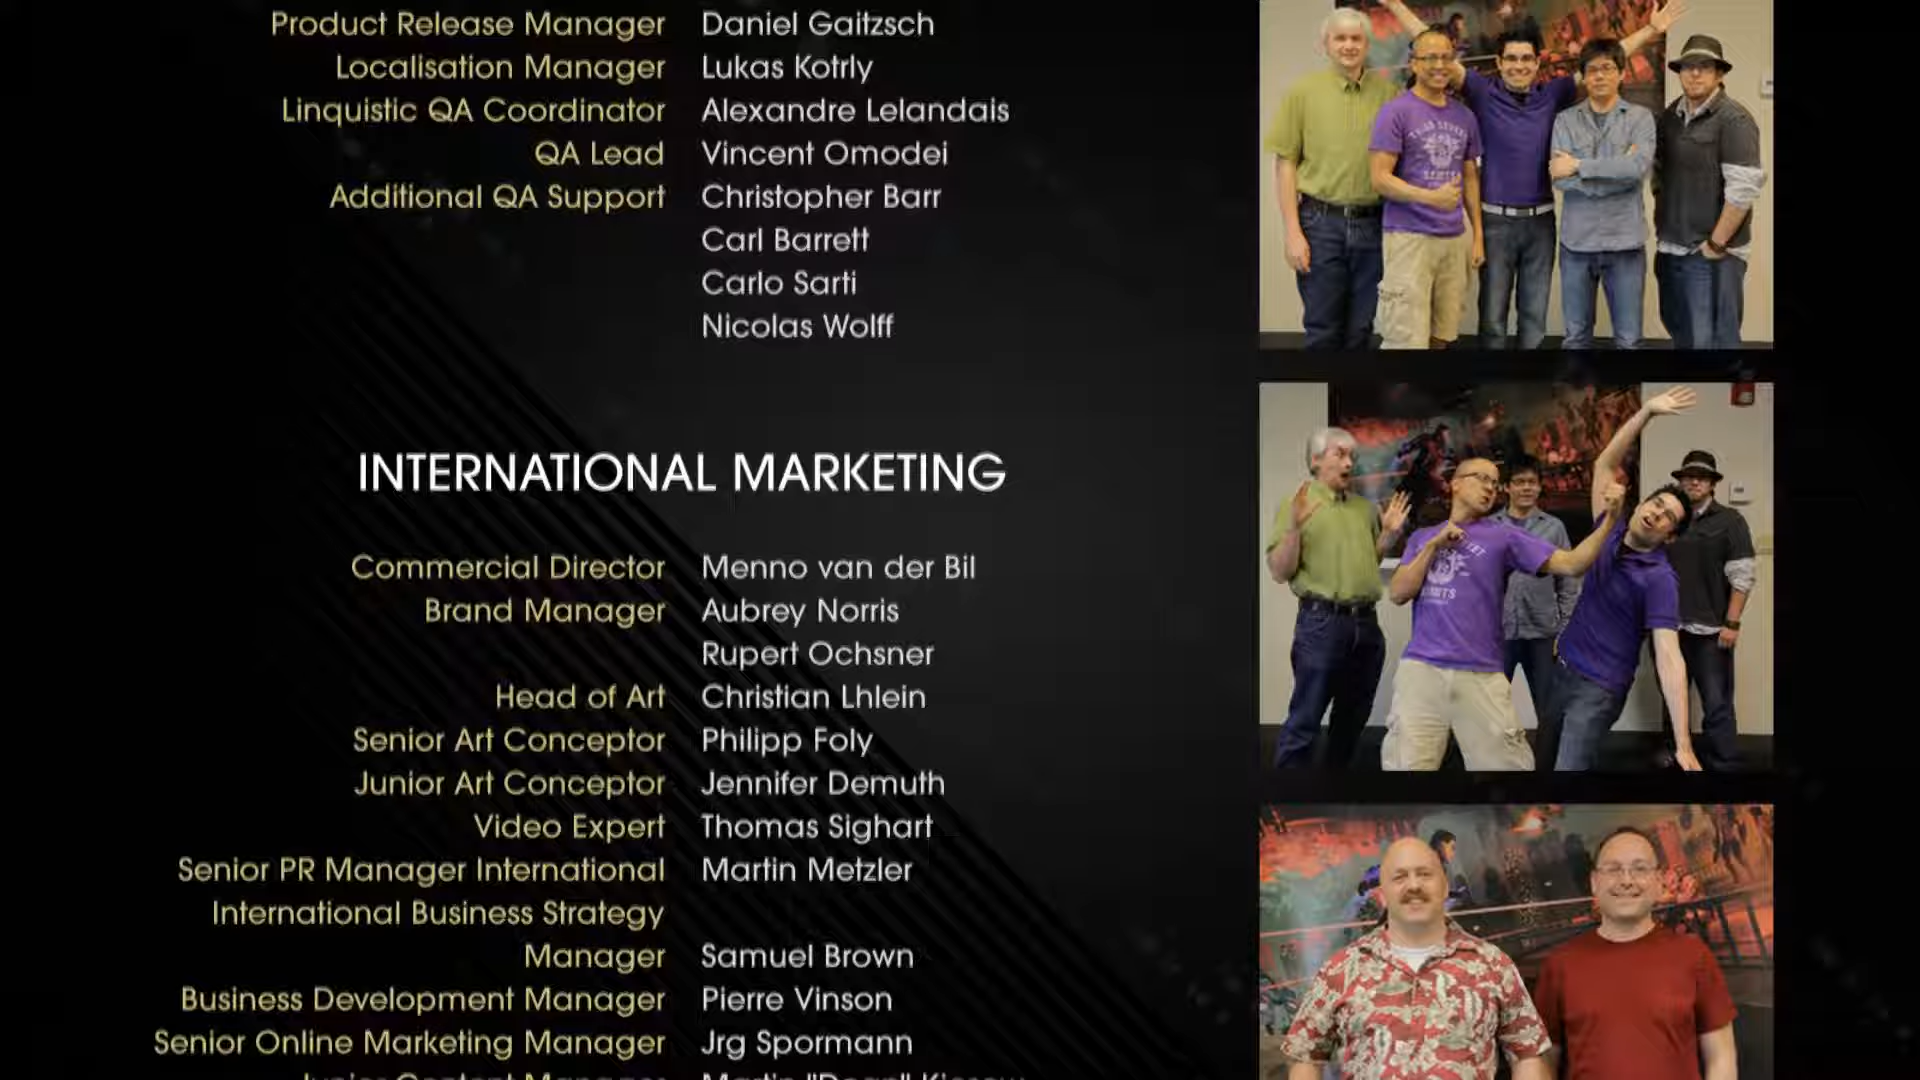 Product Release Manager Daniel Gaitzsch
Localisation Manager Lukas Kotrly
Linquistic QA Coordinator Alexandre Lelandais
QA Lead Vincent Omodei
Additional QA Support Christopher Barr
Carl Barrett
Carlo Sarti
Nicolas Wolff
INTERNATIONAL MARKETING
Commercial Director Menno van der Bil
Brand Manager Aubrey Norris
Rupert Ochsner
Head of Art Christian Lhlein
Senior Art Conceptor Philipp Foly
Junior Art Conceptor Jennifer Demuth
Video Expert Thomas Sighart
Senior PR Manager International Martin Metzler
International Business Strategy
Manager Samuel Brown
Business Development Manager Pierre Vinson
Senior Online Marketing Manager Jrg Spormann